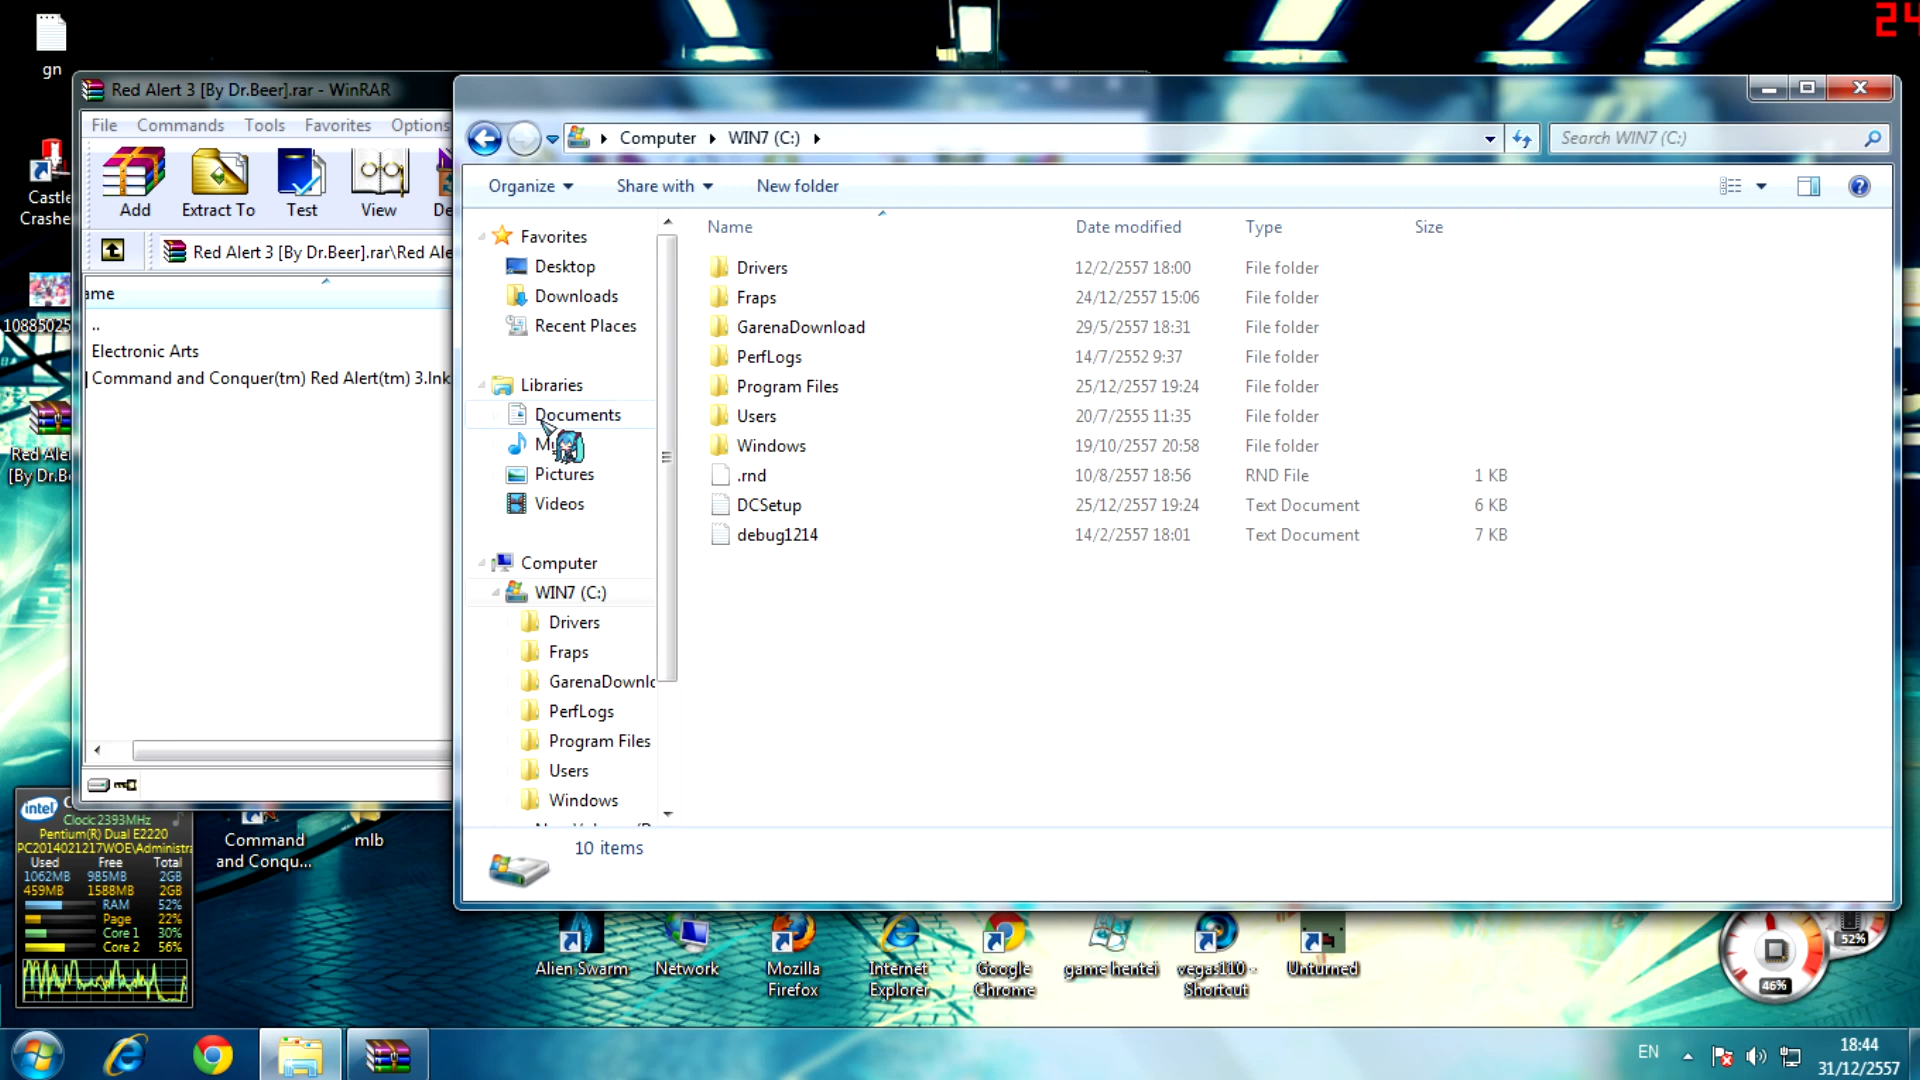 gn
24
Red Alert 3 [By Dr.Beer].rar - WinRAR
File Commands Tools Favorites Options
Add Extract To Test View De
Red Alert 3 [By Dr.Beer].rar\Red Ale
ame
..
Electronic Arts
Command and Conquer(tm) Red Alert(tm) 3.lnk
Castle
Crashe
10885025
Red Ale
[By Dr.B
Computer WIN7 (C:)
Search WIN7 (C:)
Organize Share with New folder
Favorites
Desktop
Downloads
Recent Places
Libraries
Documents
Pictures
Videos
Computer
WIN7 (C:)
Drivers
Fraps
GarenaDownlo
PerfLogs
Program Files
Users
Windows
Name Date modified Type Size
Drivers 12/2/2557 18:00 File folder
Fraps 24/12/2557 15:06 File folder
GarenaDownload 29/5/2557 18:31 File folder
PerfLogs 14/7/2552 9:37 File folder
Program Files 25/12/2557 19:24 File folder
Users 20/7/2555 11:35 File folder
Windows 19/10/2557 20:58 File folder
.rnd 10/8/2557 18:56 RND File 1 KB
DCSetup 25/12/2557 19:24 Text Document 6 KB
debug1214 14/2/2557 18:01 Text Document 7 KB
10 items
intel
Clock:2393MHz
Pentium(R) Dual E2220
PC2014021217WOE\Administra
Used Free Total
1062MB 985MB 2GB
459MB 1588MB 2GB
RAM 52%
Page 22%
Core 1 30%
Core 2 56%
Command
and Conqu...
mlb
Alien Swarm
Network
Mozilla
Firefox
Internet
Explorer
Google
Chrome
game hentei
vegas110 -
Shortcut
Unturned
52%
46%
EN
18:44
31/12/2557